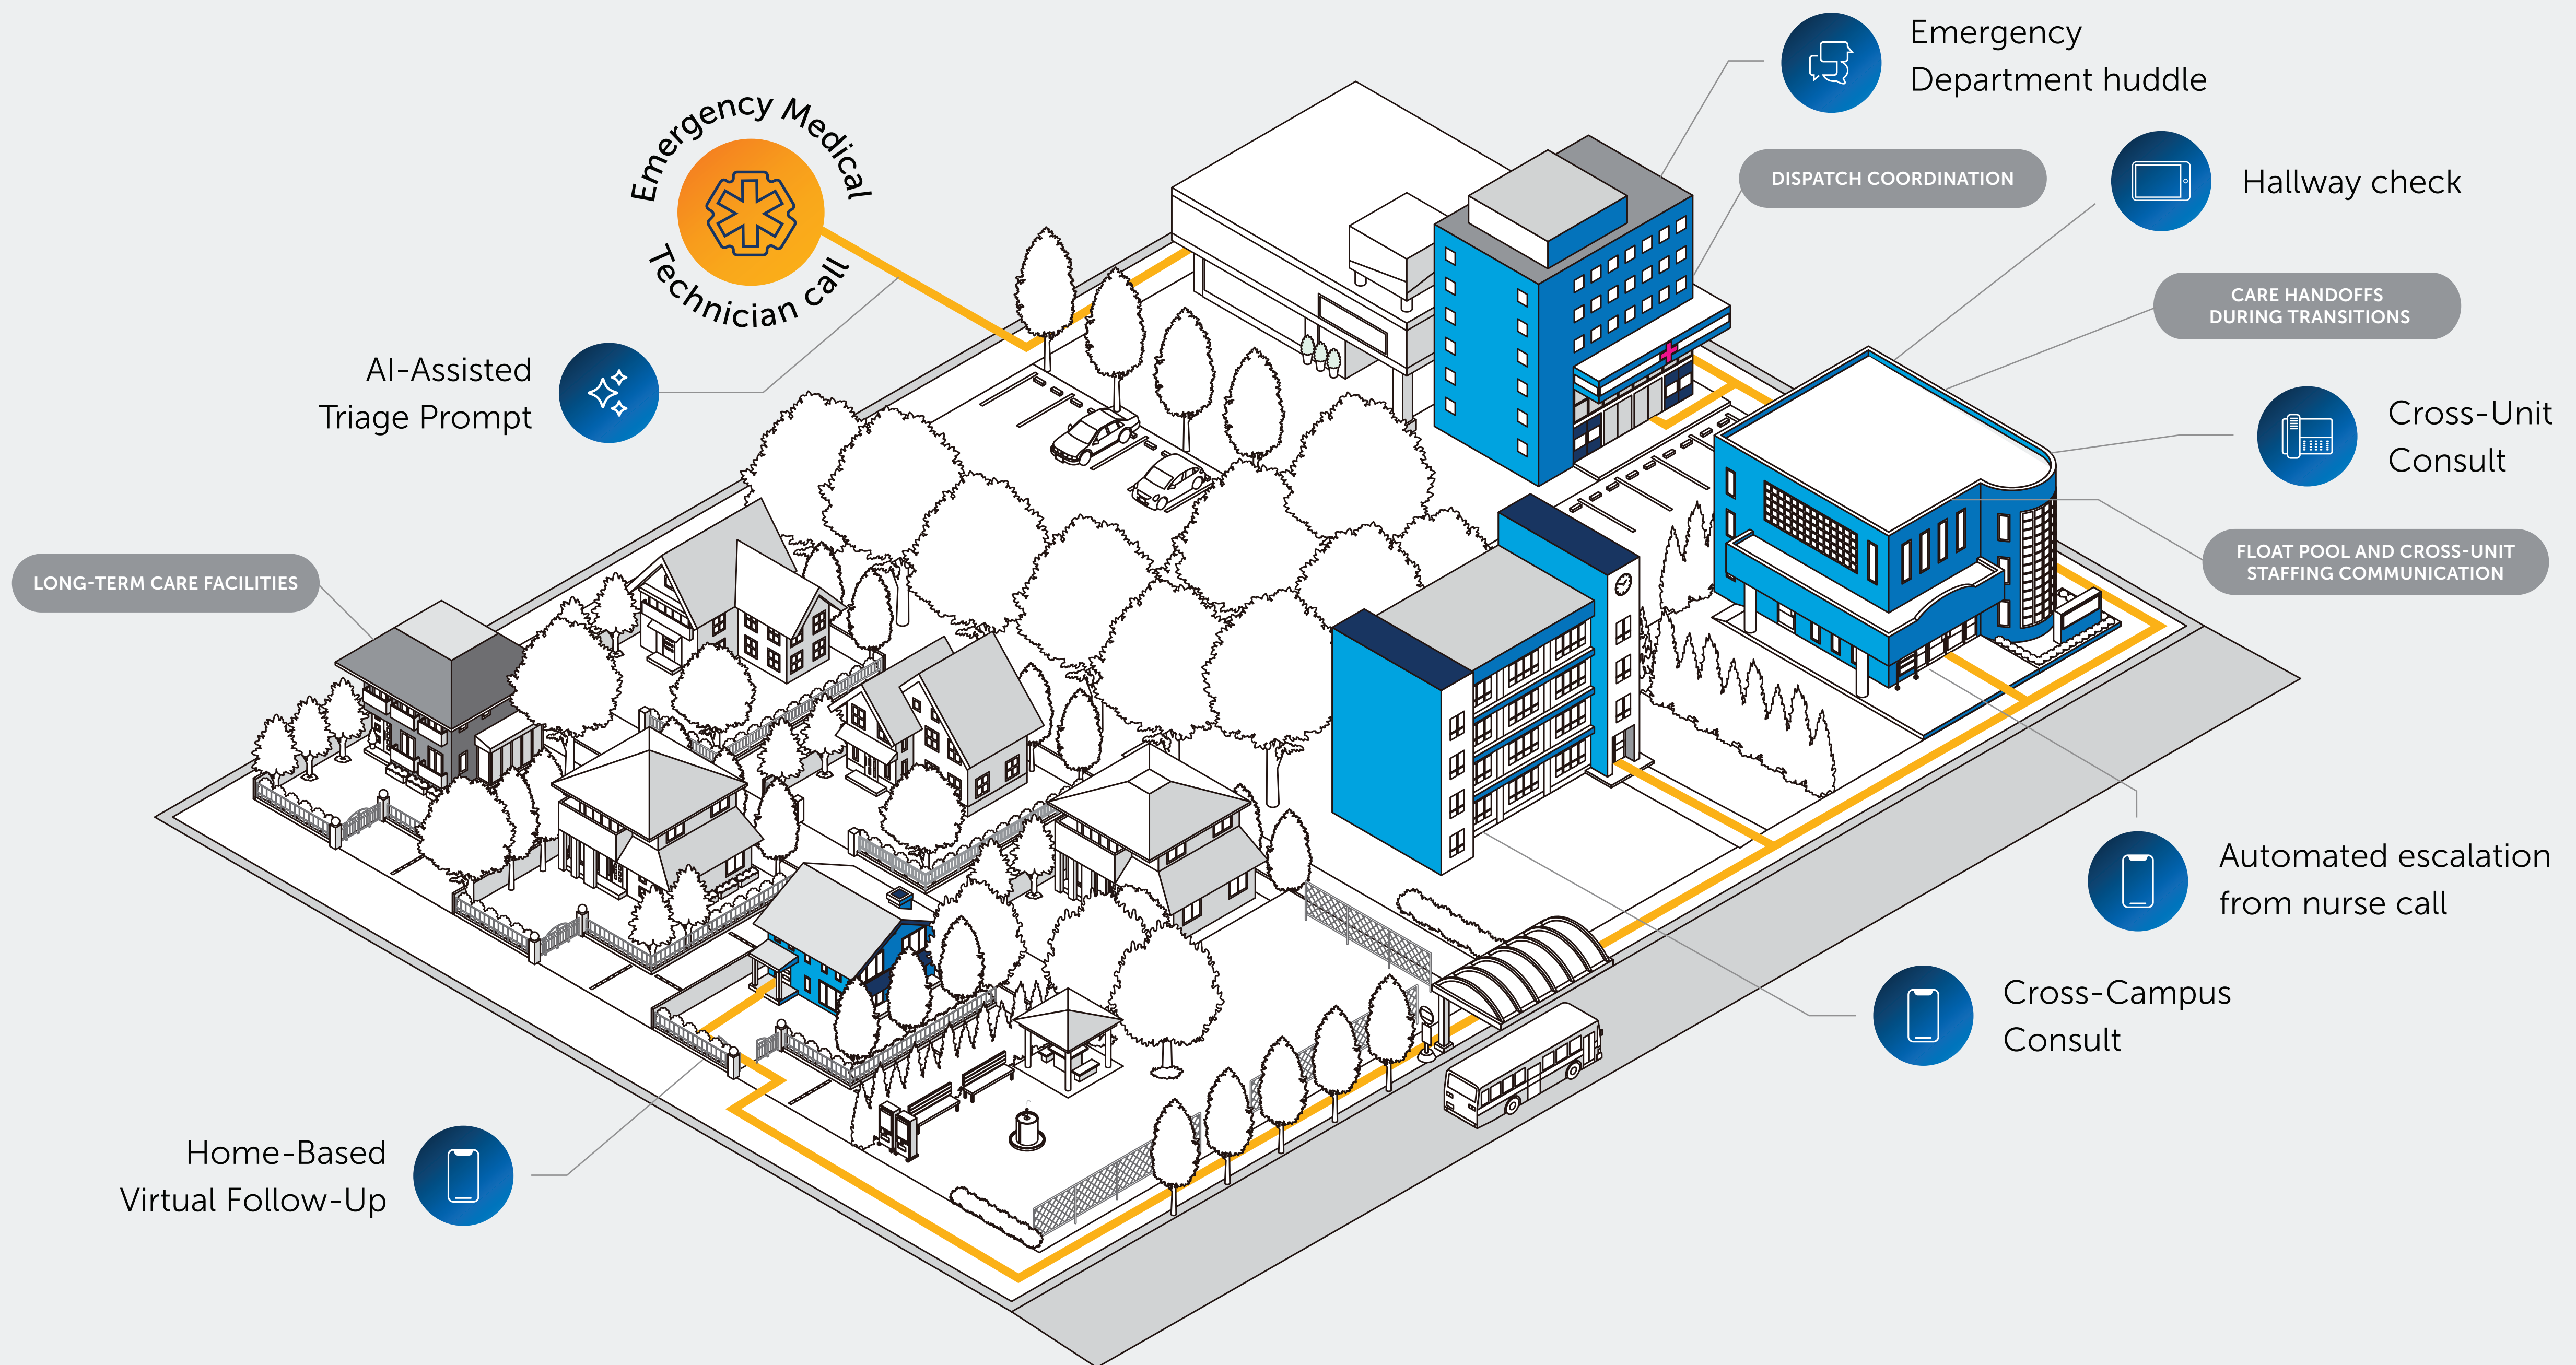 Emergency
Department huddle
DISPATCH COORDINATION
Hallway check
Emergency Medical
Technician call
CARE HANDOFFS
DURING TRANSITIONS
AI-Assisted
Triage Prompt
Cross-Unit
Consult
LONG-TERM CARE FACILITIES
FLOAT POOL AND CROSS-UNIT
STAFFING COMMUNICATION
Automated escalation
from nurse call
Cross-Campus
Consult
Home-Based
Virtual Follow-Up